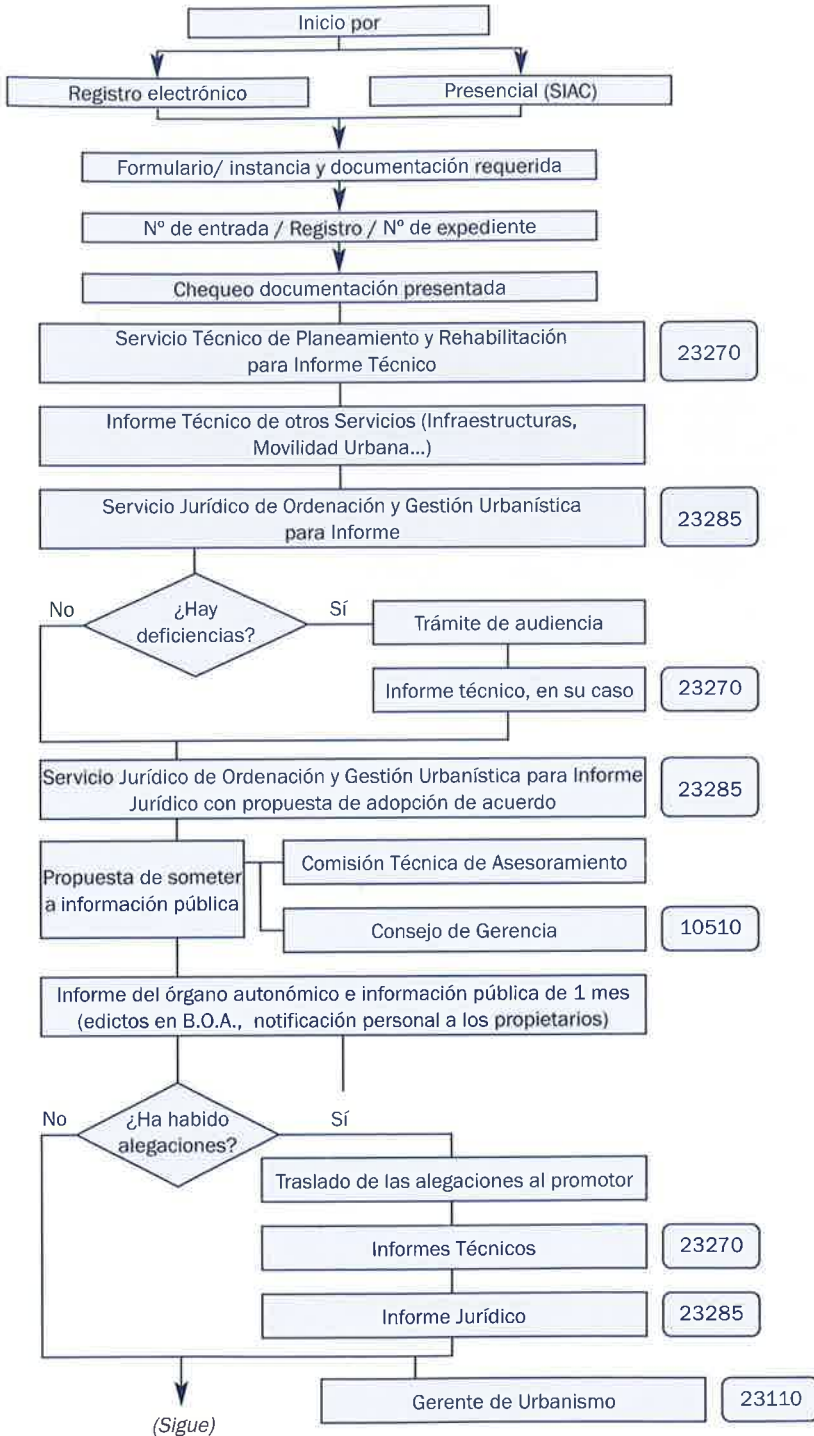 Inicio por
Registro electrónico
Presencial (SIAC)
Formulario/ instancia y documentación requerida
Nº de entrada / Registro / Nº de expediente
Chequeo documentación presentada
Servicio Técnico de Planeamiento y Rehabilitación
para Informe Técnico
23270
Informe Técnico de otros Servicios (Infraestructuras,
Movilidad Urbana...)
Servicio Jurídico de Ordenación y Gestión Urbanística
para Informe
23285
No
¿Hay
deficiencias?
Sí
Trámite de audiencia
Informe técnico, en su caso
23270
Servicio Jurídico de Ordenación y Gestión Urbanística para Informe
Jurídico con propuesta de adopción de acuerdo
23285
Propuesta de someter
a información pública
Comisión Técnica de Asesoramiento
Consejo de Gerencia
10510
Informe del órgano autonómico e información pública de 1 mes
(edictos en B.O.A., notificación personal a los propietarios)
No
¿Ha habido
alegaciones?
Sí
Traslado de las alegaciones al promotor
Informes Técnicos
23270
Informe Jurídico
23285
Gerente de Urbanismo
23110
(Sigue)